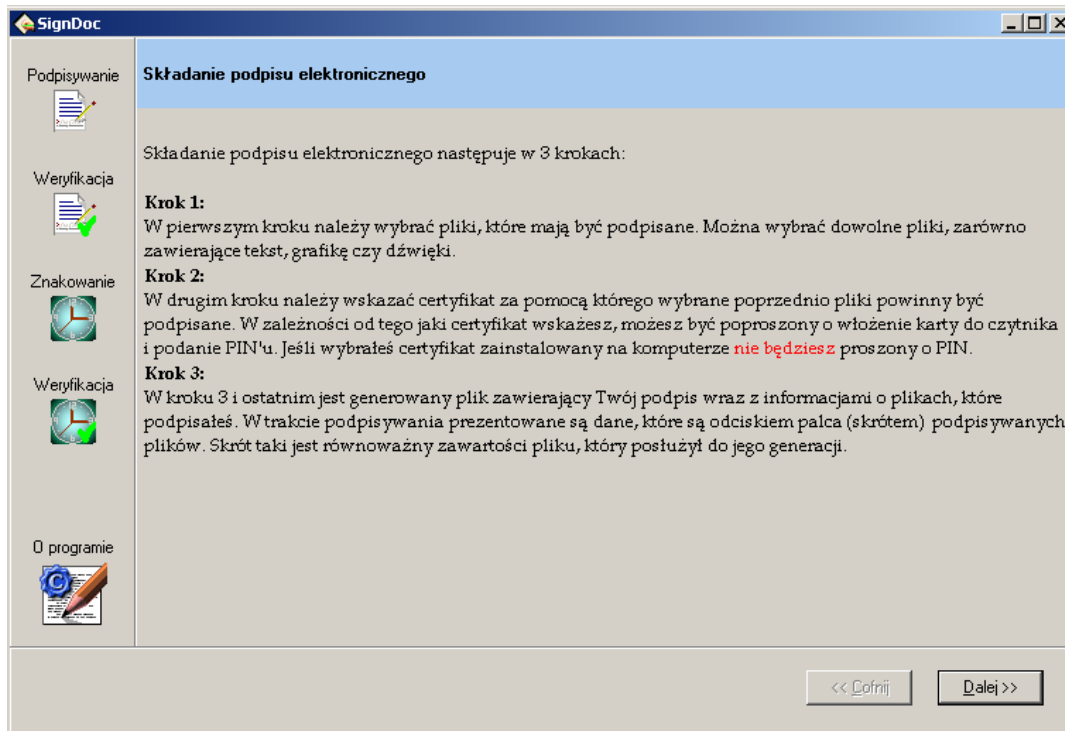 SignDoc
Podpisywanie
Weryfikacja
Znakowanie
Weryfikacja
O programie
Składanie podpisu elektronicznego
Składanie podpisu elektronicznego następuje w 3 krokach:
Krok 1:
W pierwszym kroku należy wybrać pliki, które mają być podpisane. Można wybrać dowolne pliki, zarówno
zawierające tekst, grafikę czy dźwięki.
Krok 2:
W drugim kroku należy wskazać certyfikat za pomocą którego wybrane poprzednio pliki powinny być
podpisane. W zależności od tego jaki certyfikat wskażesz, możesz być poproszony o włożenie karty do czytnika
i podanie PIN'u. Jeśli wybrałeś certyfikat zainstalowany na komputerze nie będziesz proszony o PIN.
Krok 3:
W kroku 3 i ostatnim jest generowany plik zawierający Twój podpis wraz z informacjami o plikach, które
podpisałeś. W trakcie podpisywania prezentowane są dane, które są odciskiem palca (skrótem) podpisywanych
plików. Skrót taki jest równoważny zawartości pliku, który posłużył do jego generacji.
<< Cofnij
Dalej >>